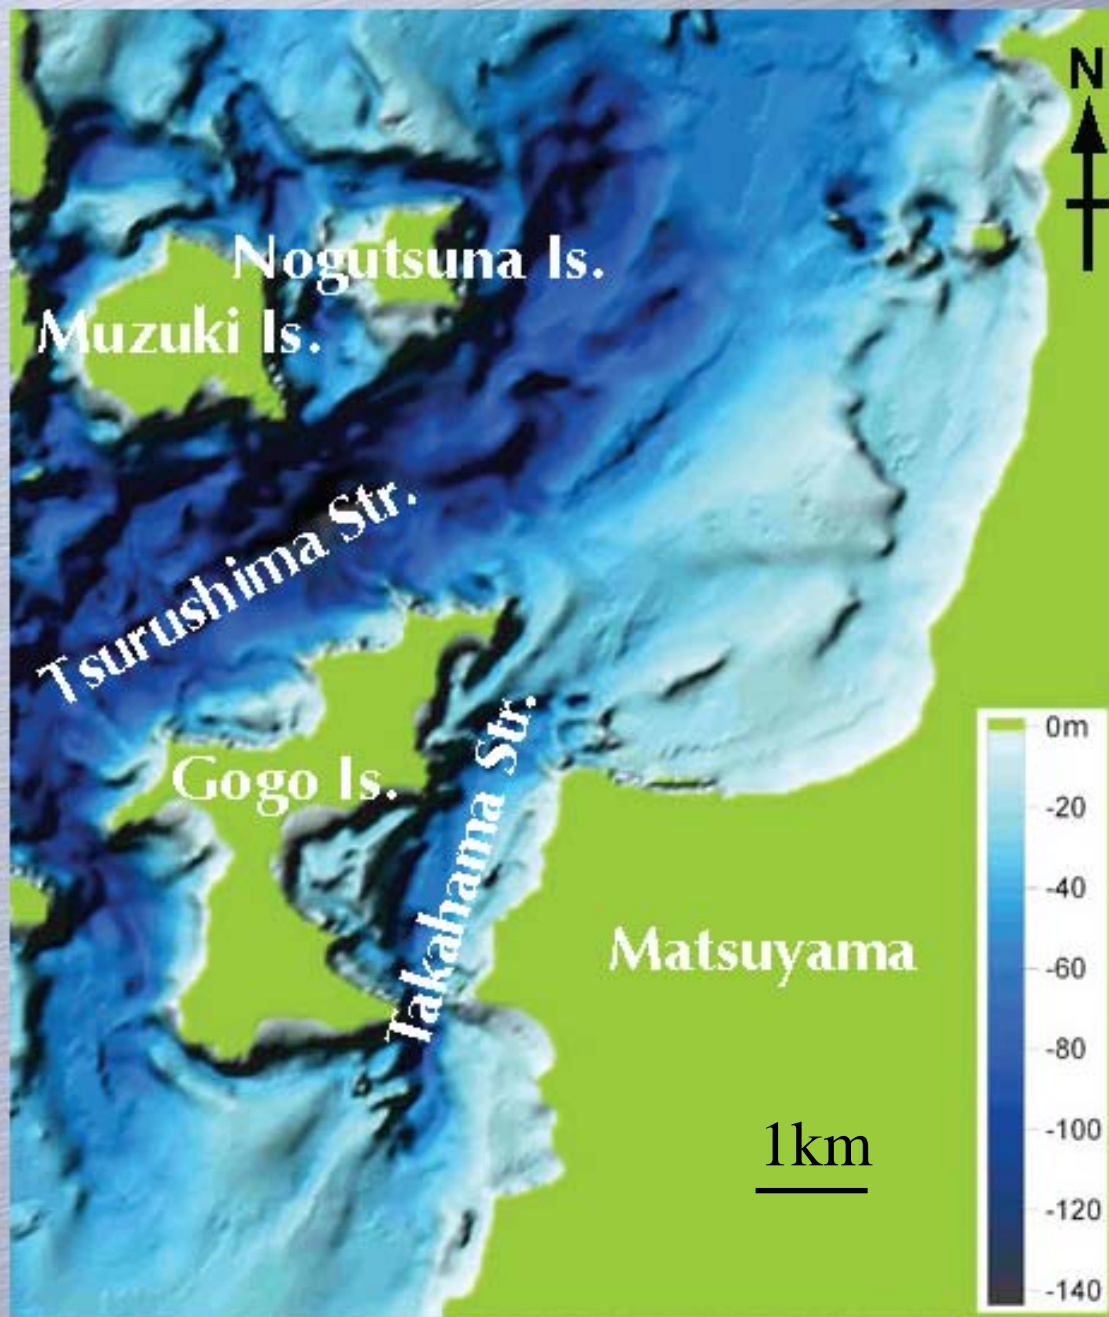 N
Nogutsuna Is.
Muzuki Is.
Tsurushima Str.
Takahama Str.
Gogo Is.
Matsuyama
1km
0m
-20
-40
-60
-80
-100
-120
-140